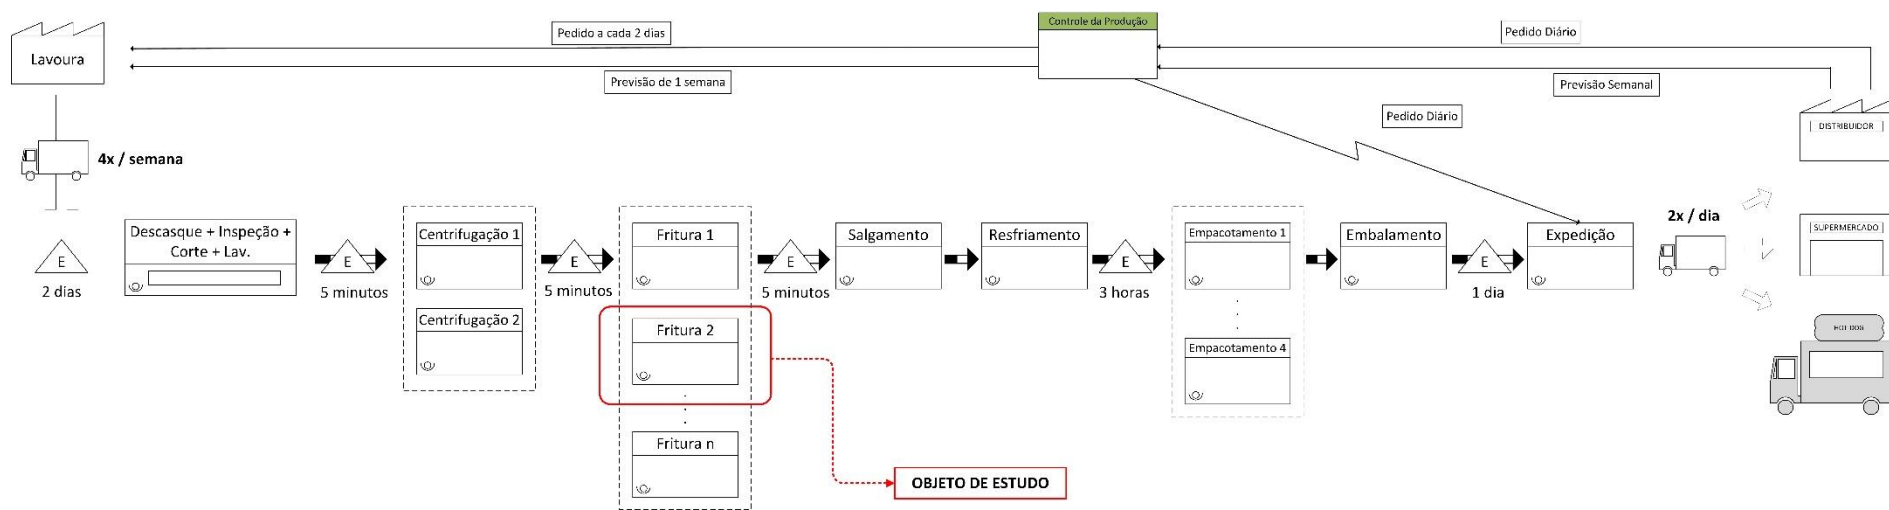 Controle da Produção
Pedido a cada 2 dias
Pedido Diário
Lavoura
Previsão de 1 semana
Previsão Semanal
Pedido Diário
DISTRIBUIDOR
4x / semana
Descasque + Inspeção +
Corte + Lav.
E
2 dias
E
5 minutos
Centrifugação 1
Centrifugação 2
E
5 minutos
Fritura 1
Fritura 2
Fritura n
E
5 minutos
Salgamento
Resfriamento
E
3 horas
Empacotamento 1
Empacotamento 4
Embalamento
E
1 dia
Expedição
2x / dia
SUPERMERCADO
HOT DOG
OBJETO DE ESTUDO